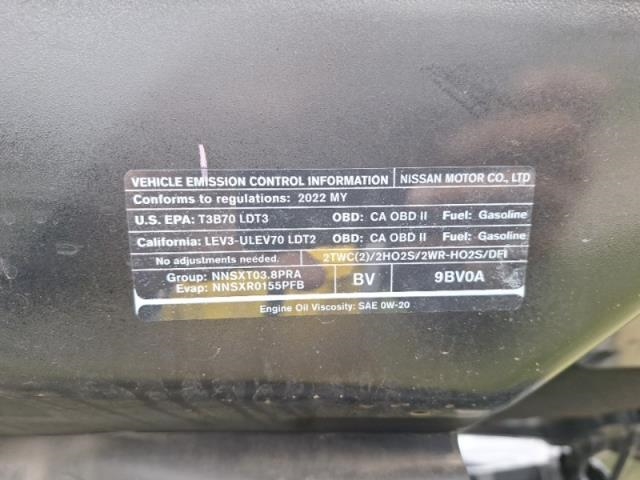 VEHICLE EMISSION CONTROL INFORMATION NISSAN MOTOR CO., LTD
Conforms to regulations: 2022 MY
U.S. EPA: T3B70 LDT3 OBD: CA OBD II Fuel: Gasoline
California: LEV3-ULEV70 LDT2 OBD: CA OBD II Fuel: Gasoline
No adjustments needed. 2TWC(2)/2HO2S/2WR-HO2S/DFI
Group: NNSXT03.8PRA BV 9BV0A
Evap: NNSXR0155PFB
Engine Oil Viscosity: SAE 0W-20